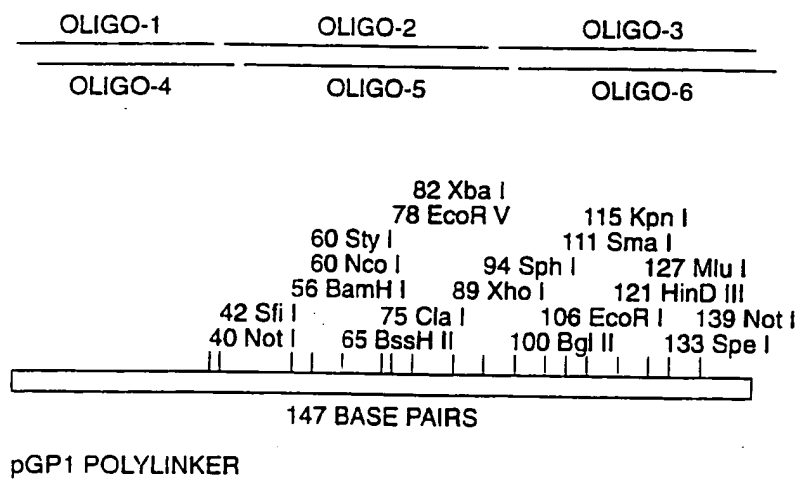 OLIGO-1 OLIGO-2 OLIGO-3
OLIGO-4 OLIGO-5 OLIGO-6
82 Xba I
78 EcoR V 115 Kpn I
60 Sty I 111 Sma I
60 Nco I 94 Sph I 127 Mlu I
56 BamH I 89 Xho I 121 HinD III
42 Sfi I 75 Cla I 106 EcoR I 139 Not I
40 Not I 65 BssH II 100 Bgl II 133 Spe I
147 BASE PAIRS
pGP1 POLYLINKER